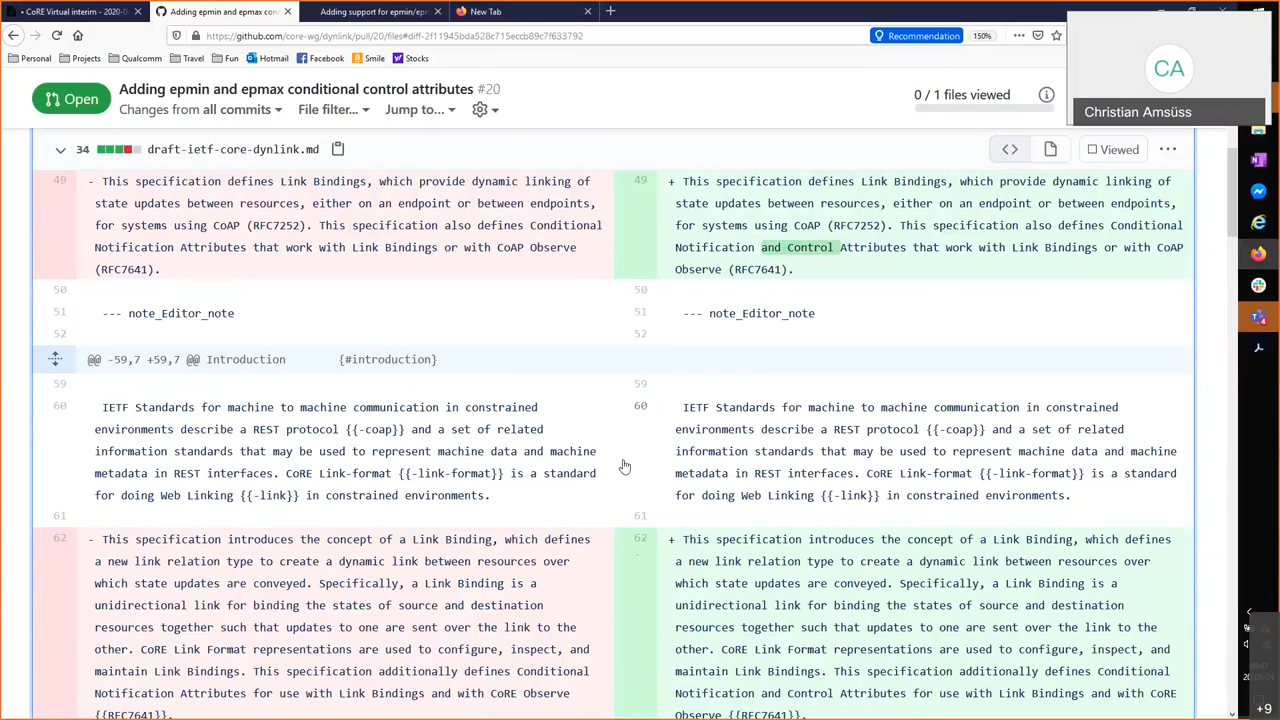 • CoRE Virtual interim - 2020-0
Adding epmin and epmax con
Adding support for epmin/ep
New Tab
https://github.com/core-wg/dynlink/pull/20/files#diff-2f11945bda528c715eccb89c7f633792
Recommendation
150%
Personal
Projects
Qualcomm
Travel
Fun
Hotmail
Facebook
Smile
Stocks
CA
Christian Amsüss
Open
Adding epmin and epmax conditional control attributes #20
Changes from all commits
File filter...
Jump to...
0 / 1 files viewed
34 draft-ietf-core-dynlink.md
Viewed
49 - This specification defines Link Bindings, which provide dynamic linking of
state updates between resources, either on an endpoint or between endpoints,
for systems using CoAP (RFC7252). This specification also defines Conditional
Notification Attributes that work with Link Bindings or with CoAP Observe
(RFC7641).
50
51 --- note_Editor_note
52
@@ -59,7 +59,7 @@ Introduction {#introduction}
59
60 IETF Standards for machine to machine communication in constrained
environments describe a REST protocol {{-coap}} and a set of related
information standards that may be used to represent machine data and machine
metadata in REST interfaces. CoRE Link-format {{-link-format}} is a standard
for doing Web Linking {{-link}} in constrained environments.
61
62 - This specification introduces the concept of a Link Binding, which defines
a new link relation type to create a dynamic link between resources over
which state updates are conveyed. Specifically, a Link Binding is a
unidirectional link for binding the states of source and destination
resources together such that updates to one are sent over the link to the
other. CoRE Link Format representations are used to configure, inspect, and
maintain Link Bindings. This specification additionally defines Conditional
Notification Attributes for use with Link Bindings and with CoRE Observe
{{RFC7641}}.
49 + This specification defines Link Bindings, which provide dynamic linking of
state updates between resources, either on an endpoint or between endpoints,
for systems using CoAP (RFC7252). This specification also defines Conditional
Notification and Control Attributes that work with Link Bindings or with CoAP
Observe (RFC7641).
50
51 --- note_Editor_note
52
59
60 IETF Standards for machine to machine communication in constrained
environments describe a REST protocol {{-coap}} and a set of related
information standards that may be used to represent machine data and machine
metadata in REST interfaces. CoRE Link-format {{-link-format}} is a standard
for doing Web Linking {{-link}} in constrained environments.
61
62 + This specification introduces the concept of a Link Binding, which defines
a new link relation type to create a dynamic link between resources over
which state updates are conveyed. Specifically, a Link Binding is a
unidirectional link for binding the states of source and destination
resources together such that updates to one are sent over the link to the
other. CoRE Link Format representations are used to configure, inspect, and
maintain Link Bindings. This specification additionally defines Conditional
Notification and Control Attributes for use with Link Bindings and with CoRE
Observe {{RFC7641}}.
+9